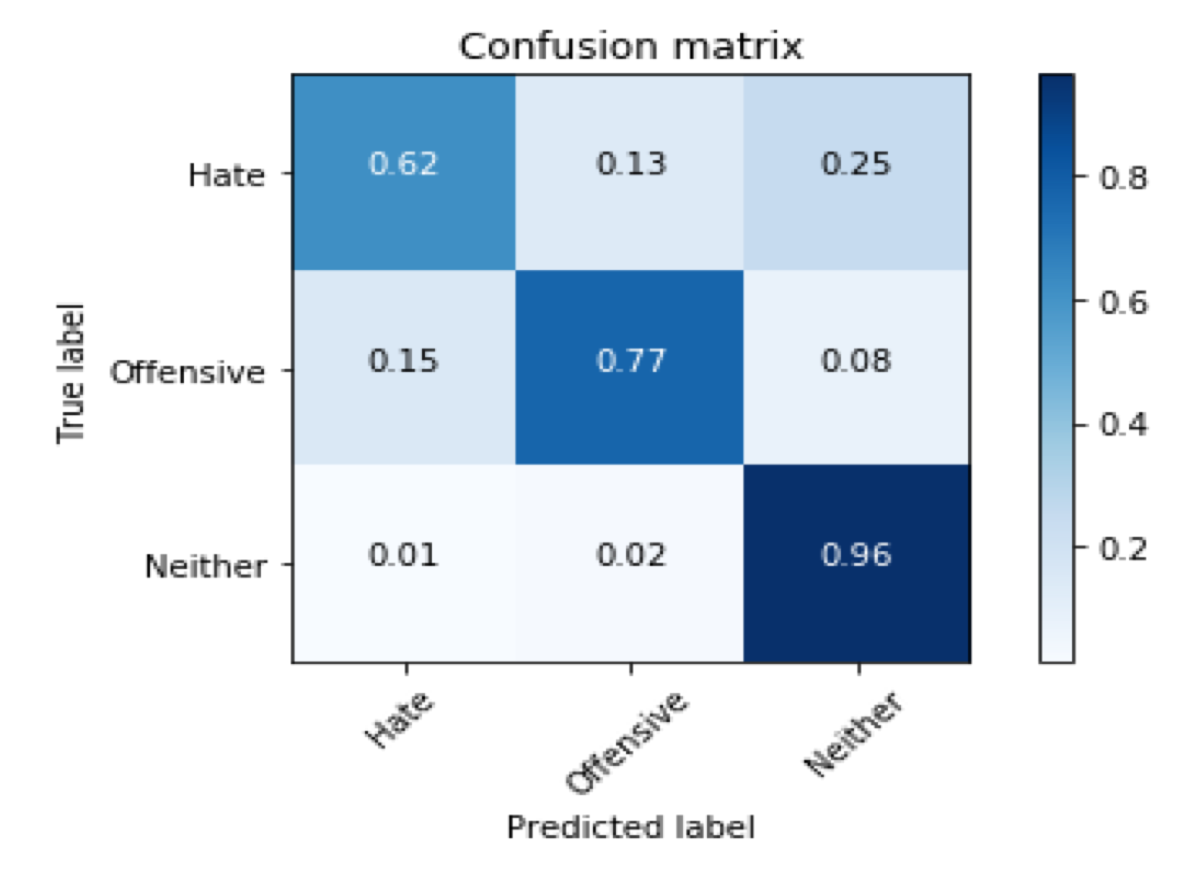 Confusion matrix
Hate 0.62 0.13 0.25
Offensive 0.15 0.77 0.08
Neither 0.01 0.02 0.96
True label
Hate Offensive Neither
Predicted label
0.8
0.6
0.4
0.2